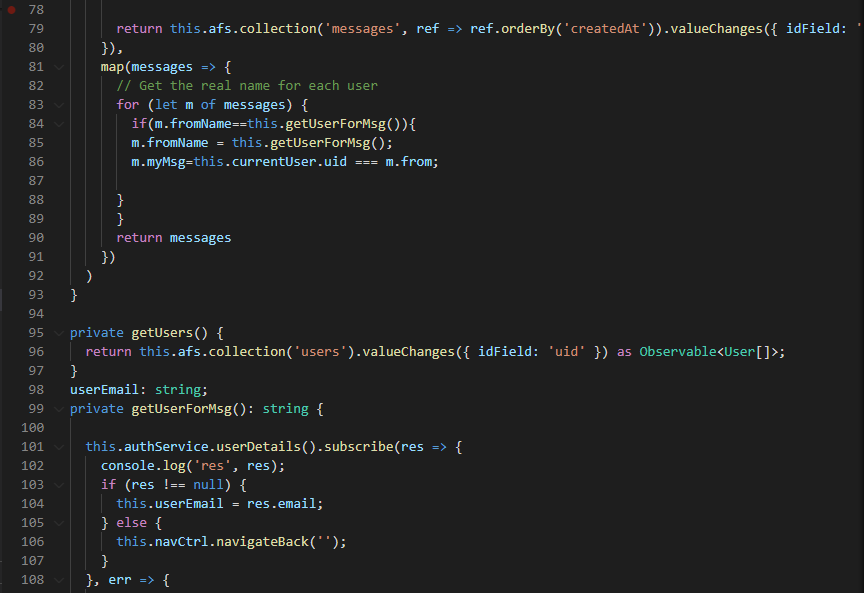 78
79 return this.afs.collection('messages', ref => ref.orderBy('createdAt')).valueChanges({ idField: '
80 }),
81 map(messages => {
82 // Get the real name for each user
83 for (let m of messages) {
84 if(m.fromName==this.getUserForMsg()){
85 m.fromName = this.getUserForMsg();
86 m.myMsg=this.currentUser.uid === m.from;
87
88 }
89 }
90 return messages
91 })
92 )
93 }
94
95 private getUsers() {
96 return this.afs.collection('users').valueChanges({ idField: 'uid' }) as Observable<User[]>;
97 }
98 userEmail: string;
99 private getUserForMsg(): string {
100
101 this.authService.userDetails().subscribe(res => {
102 console.log('res', res);
103 if (res !== null) {
104 this.userEmail = res.email;
105 } else {
106 this.navCtrl.navigateBack('');
107 }
108 }, err => {